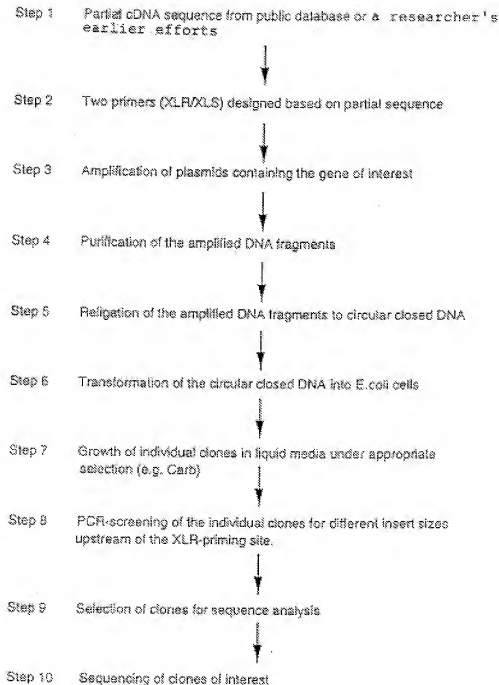 Step 1 Partial cDNA sequence from public database or a researcher's
earlier efforts
Step 2 Two primers (XLR/XLS) designed based on partial sequence
Step 3 Amplification of plasmids containing the gene of interest
Step 4 Purification of the amplified DNA fragments
Step 5 Religation of the amplified DNA fragments to circular closed DNA
Step 6 Transformation of the circular closed DNA into E.coli cells
Step 7 Growth of individual clones in liquid media under appropriate
selection (e.g. Carb)
Step 8 PCR-screening of the individual clones for different insert sizes
upstream of the XLR-priming site.
Step 9 Selection of clones for sequence analysis
Step 10 Sequencing of clones of interest